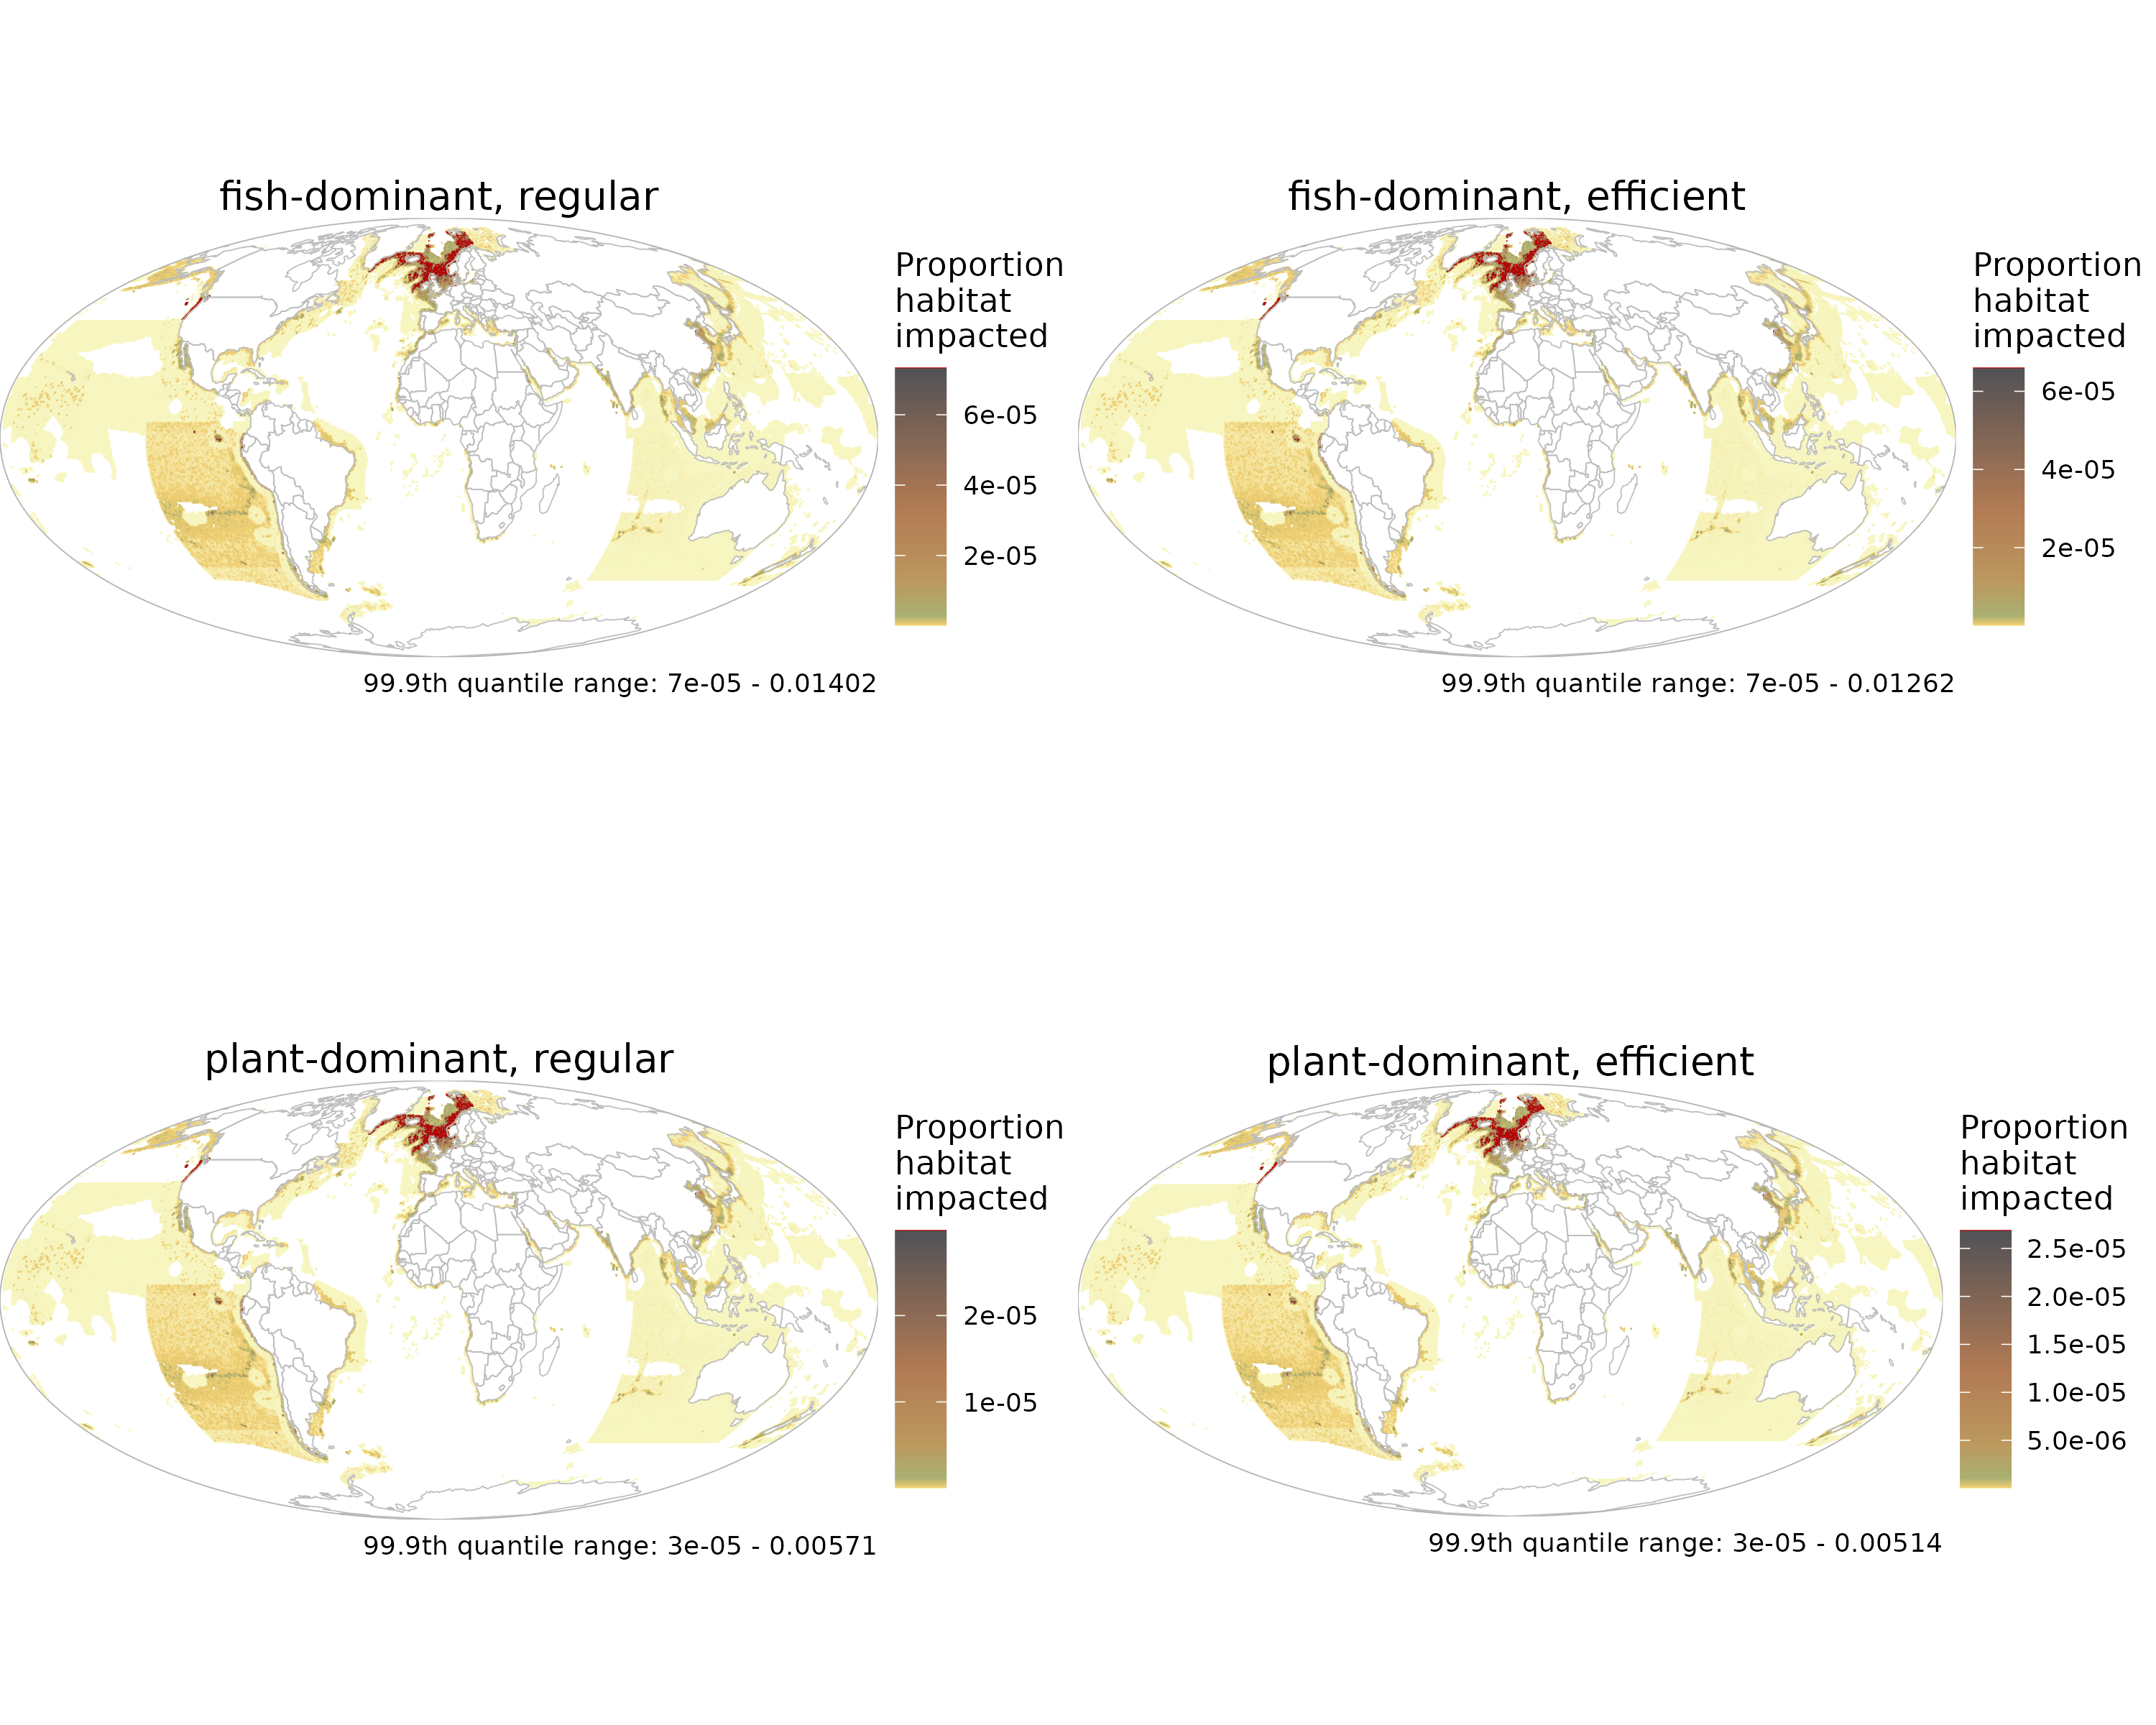 fish-dominant, regular
Proportion
habitat
impacted
6e-05
4e-05
2e-05
99.9th quantile range: 7e-05 - 0.01402
fish-dominant, efficient
Proportion
habitat
impacted
6e-05
4e-05
2e-05
99.9th quantile range: 7e-05 - 0.01262
plant-dominant, regular
Proportion
habitat
impacted
2e-05
1e-05
99.9th quantile range: 3e-05 - 0.00571
plant-dominant, efficient
Proportion
habitat
impacted
2.5e-05
2.0e-05
1.5e-05
1.0e-05
5.0e-06
99.9th quantile range: 3e-05 - 0.00514